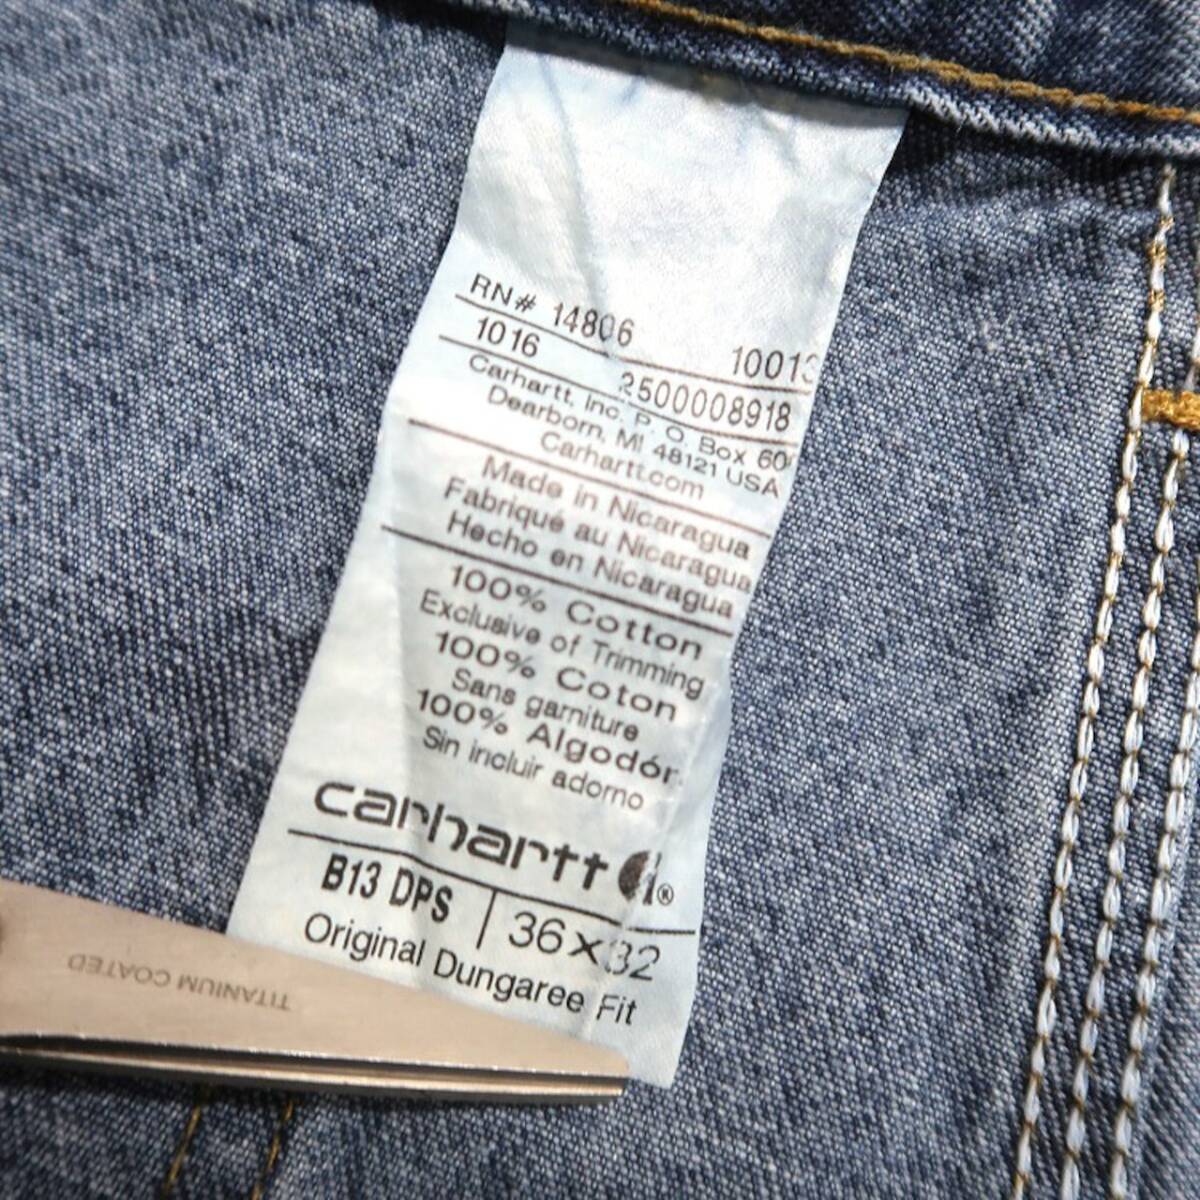 RN# 14806 10013
1016 2500008918
Carhartt, Inc. P. O. Box 600
Dearborn, MI 48121 USA
Carhartt.com
Made in Nicaragua
Fabriqué au Nicaragua
Hecho en Nicaragua
100% Cotton
Exclusive of Trimming
100% Coton
Sans garniture
100% Algodón
Sin incluir adorno
carhartt ®
B13 DPS | 36×32
Original Dungaree Fit
TITANIUM COATED